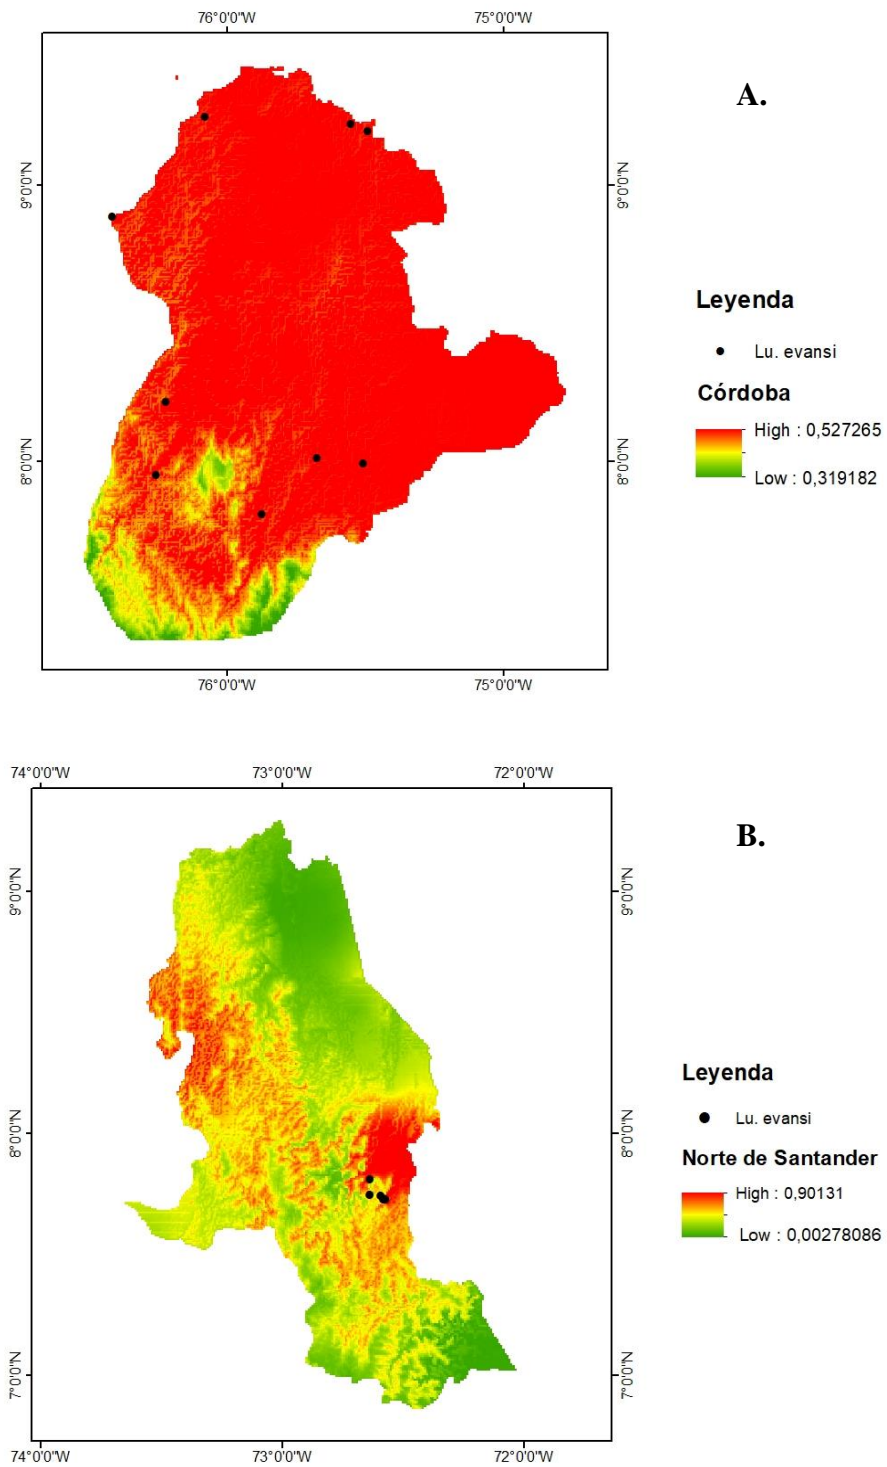 76°0'0"W 75°0'0"W
A.
9°0'0"N 9°0'0"N
Leyenda
Lu. evansi
Córdoba
High : 0,527265
Low : 0,319182
8°0'0"N 8°0'0"N
76°0'0"W 75°0'0"W
74°0'0"W 73°0'0"W 72°0'0"W
B.
9°0'0"N 9°0'0"N
Leyenda
Lu. evansi
8°0'0"N 8°0'0"N
Norte de Santander
High : 0,90131
Low : 0,00278086
7°0'0"N 7°0'0"N
74°0'0"W 73°0'0"W 72°0'0"W